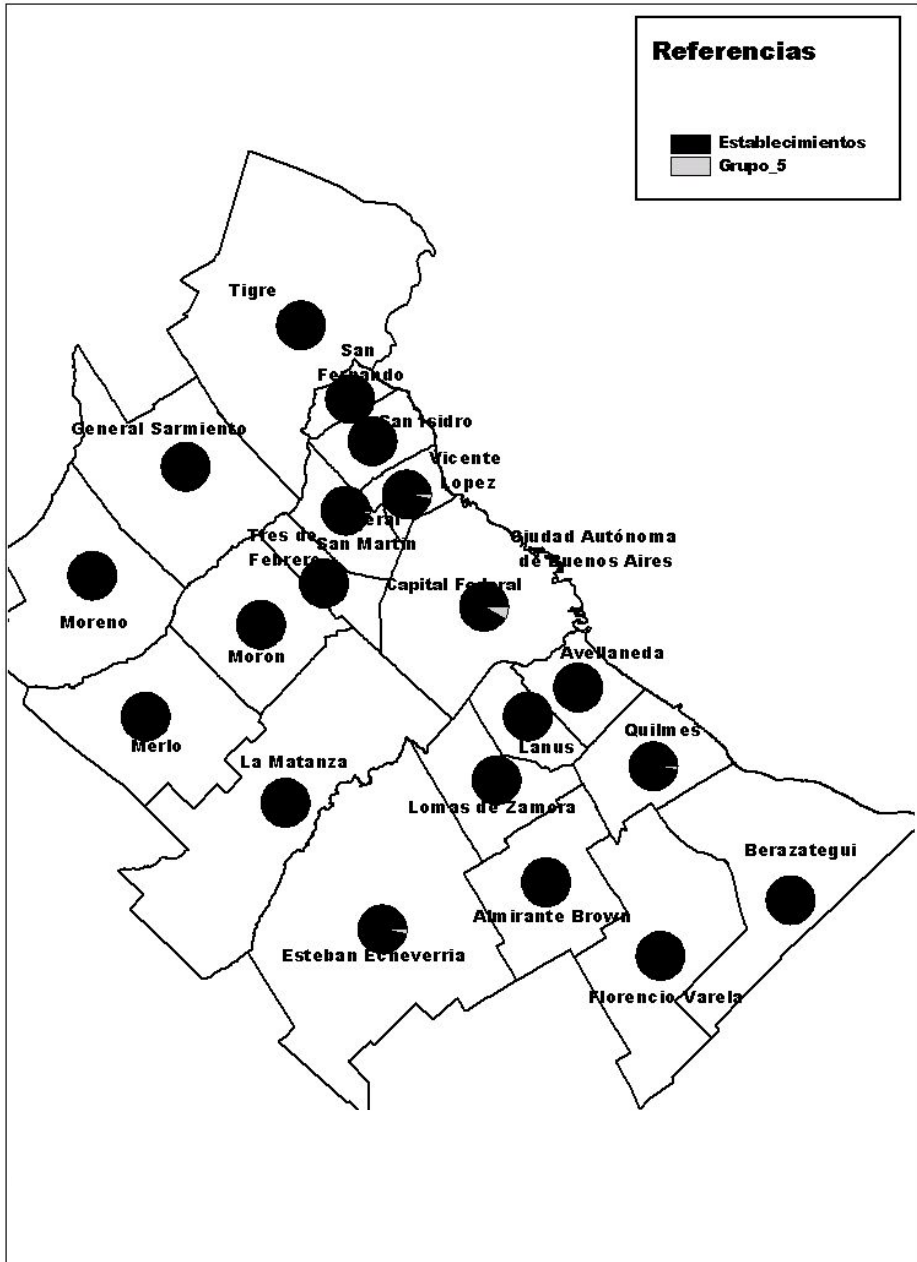 Referencias
Establecimientos
Grupo_5
Tigre
San
Fernando
San Isidro
General Sarmiento
Vicente
Lopez
San Martin
Tres de
Febrero
Ciudad Autónoma
de Buenos Aires
Capital Federal
Moreno
Moron
Avellaneda
Merlo
Lanus
Quilmes
La Matanza
Lomas de Zamora
Berazategui
Almirante Brown
Esteban Echeverria
Florencio Varela